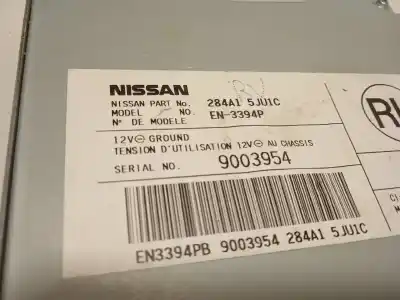 NISSAN
NISSAN PART No. 284A1 5JU1C
MODEL No. EN-3394P
N° DE MODELE
12V⊖ GROUND
TENSION D'UTILISATION 12V⊖ AU CHASSIS
SERIAL NO. 9003954
EN3394PB 9003954 284A1 5JU1C